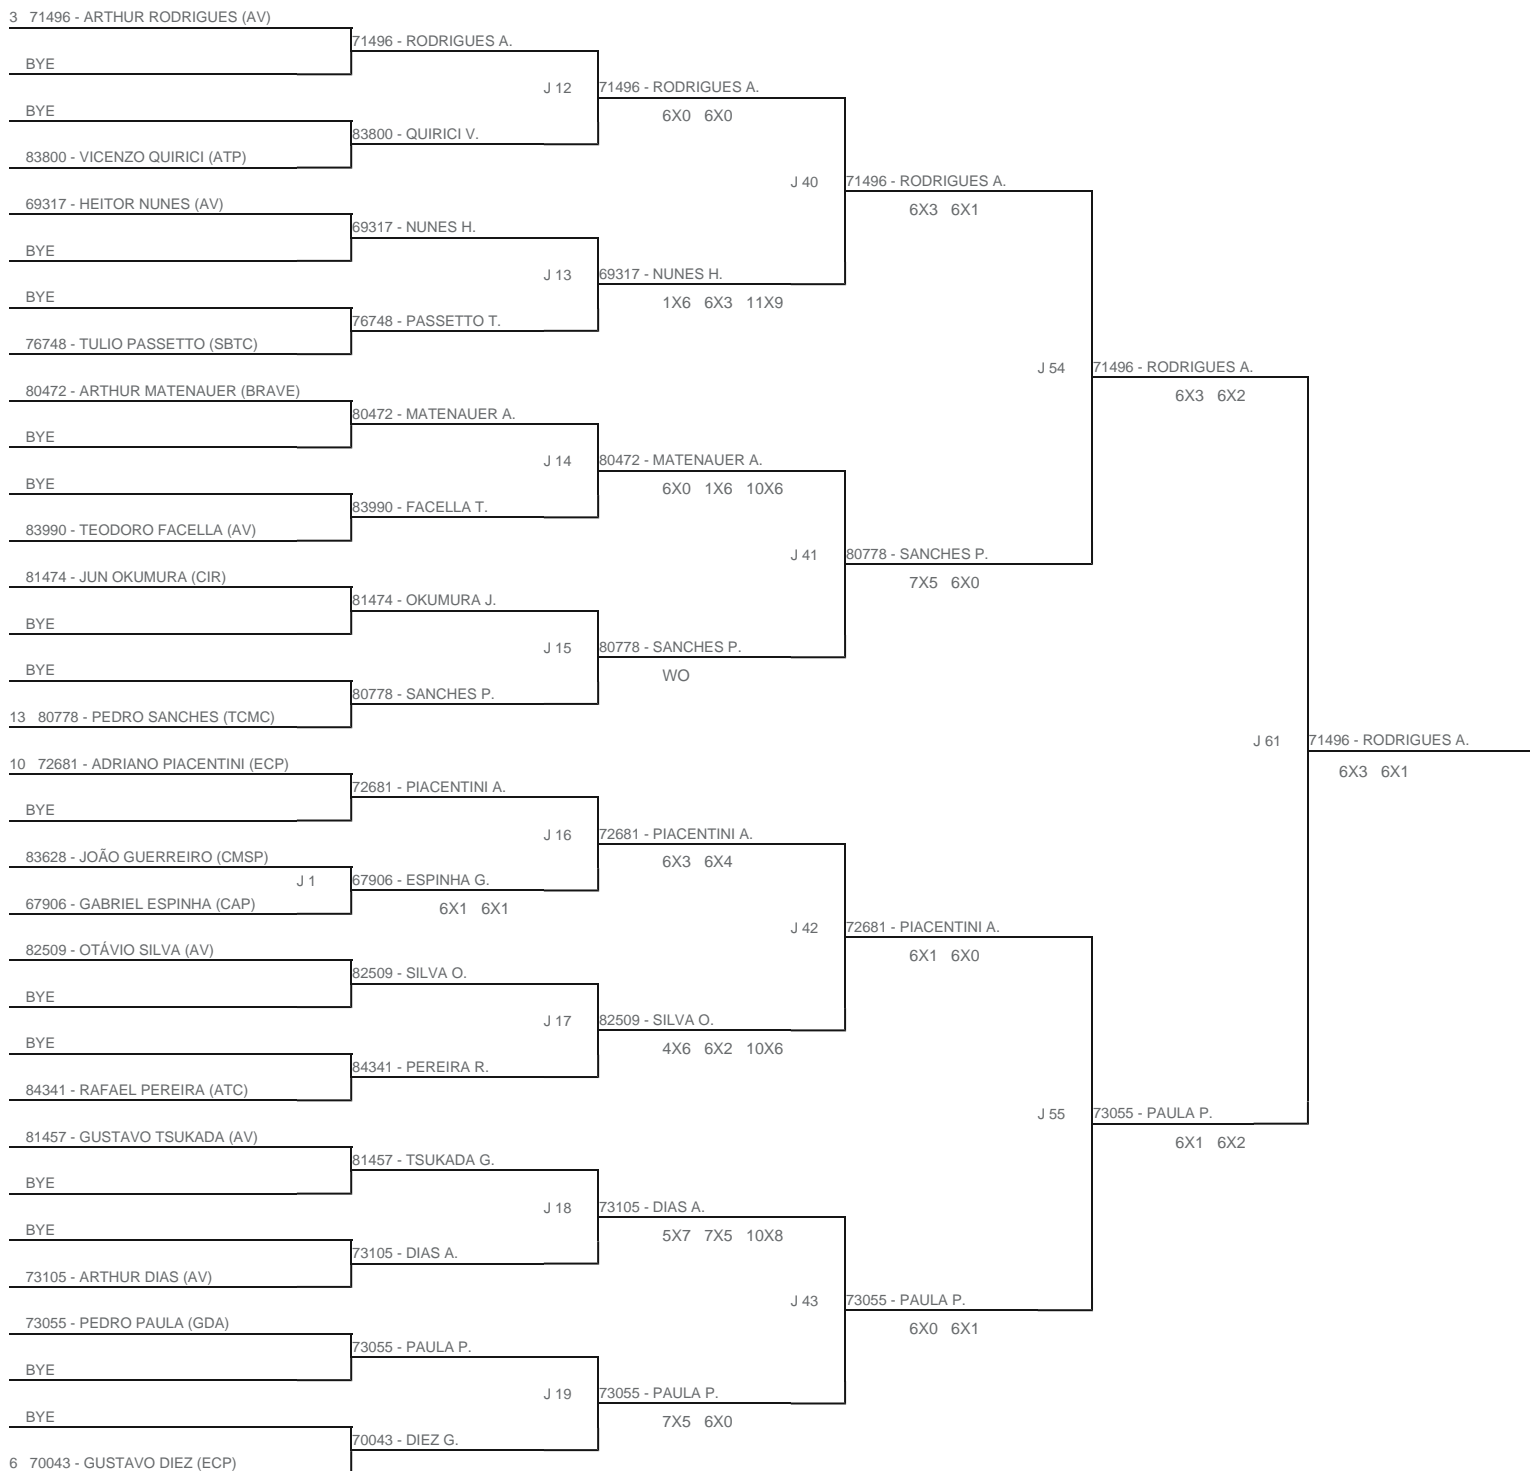 3 71496 - ARTHUR RODRIGUES (AV)
71496 - RODRIGUES A.
BYE
J 12
71496 - RODRIGUES A.
6X0 6X0
BYE
83800 - QUIRICI V.
83800 - VICENZO QUIRICI (ATP)
J 40
71496 - RODRIGUES A.
6X3 6X1
69317 - HEITOR NUNES (AV)
69317 - NUNES H.
BYE
J 13
69317 - NUNES H.
1X6 6X3 11X9
BYE
76748 - PASSETTO T.
76748 - TULIO PASSETTO (SBTC)
J 54
71496 - RODRIGUES A.
6X3 6X2
80472 - ARTHUR MATENAUER (BRAVE)
80472 - MATENAUER A.
BYE
J 14
80472 - MATENAUER A.
6X0 1X6 10X6
BYE
83990 - FACELLA T.
83990 - TEODORO FACELLA (AV)
J 41
80778 - SANCHES P.
7X5 6X0
81474 - JUN OKUMURA (CIR)
81474 - OKUMURA J.
BYE
J 15
80778 - SANCHES P.
WO
BYE
80778 - SANCHES P.
13 80778 - PEDRO SANCHES (TCMC)
J 61
71496 - RODRIGUES A.
6X3 6X1
10 72681 - ADRIANO PIACENTINI (ECP)
72681 - PIACENTINI A.
BYE
J 16
72681 - PIACENTINI A.
6X3 6X4
83628 - JOÃO GUERREIRO (CMSP)
J 1
67906 - ESPINHA G.
6X1 6X1
67906 - GABRIEL ESPINHA (CAP)
J 42
72681 - PIACENTINI A.
6X1 6X0
82509 - OTÁVIO SILVA (AV)
82509 - SILVA O.
BYE
J 17
82509 - SILVA O.
4X6 6X2 10X6
BYE
84341 - PEREIRA R.
84341 - RAFAEL PEREIRA (ATC)
J 55
73055 - PAULA P.
6X1 6X2
81457 - GUSTAVO TSUKADA (AV)
81457 - TSUKADA G.
BYE
J 18
73105 - DIAS A.
5X7 7X5 10X8
BYE
73105 - DIAS A.
73105 - ARTHUR DIAS (AV)
J 43
73055 - PAULA P.
6X0 6X1
73055 - PEDRO PAULA (GDA)
73055 - PAULA P.
BYE
J 19
73055 - PAULA P.
7X5 6X0
BYE
70043 - DIEZ G.
6 70043 - GUSTAVO DIEZ (ECP)